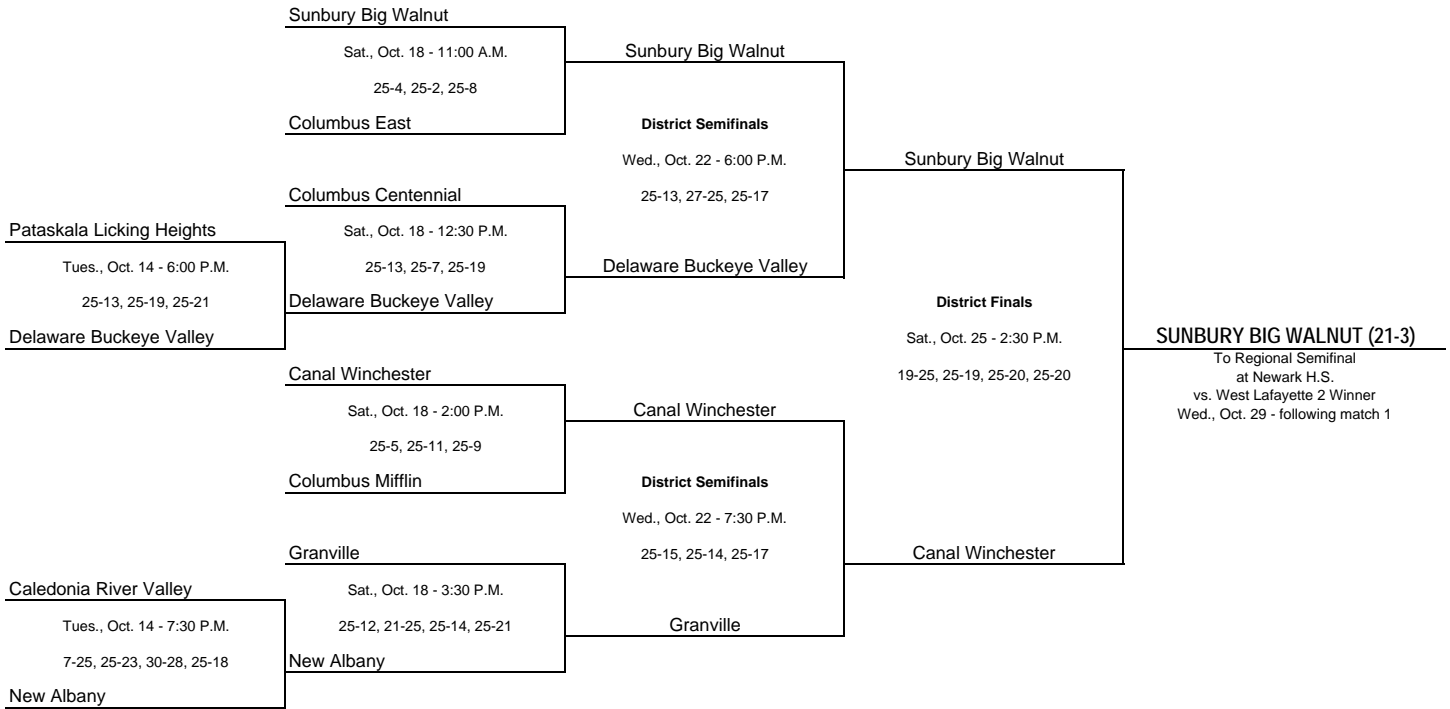 Sunbury Big Walnut
Sat., Oct. 18 - 11:00 A.M.
25-4, 25-2, 25-8
Columbus East
Sunbury Big Walnut
District Semifinals
Wed., Oct. 22 - 6:00 P.M.
25-13, 27-25, 25-17
Sunbury Big Walnut
Columbus Centennial
Pataskala Licking Heights
Tues., Oct. 14 - 6:00 P.M.
25-13, 25-19, 25-21
Delaware Buckeye Valley
Sat., Oct. 18 - 12:30 P.M.
25-13, 25-7, 25-19
Delaware Buckeye Valley
Delaware Buckeye Valley
District Finals
Sat., Oct. 25 - 2:30 P.M.
19-25, 25-19, 25-20, 25-20
SUNBURY BIG WALNUT (21-3)
To Regional Semifinal
at Newark H.S.
vs. West Lafayette 2 Winner
Wed., Oct. 29 - following match 1
Canal Winchester
Sat., Oct. 18 - 2:00 P.M.
25-5, 25-11, 25-9
Columbus Mifflin
Canal Winchester
District Semifinals
Wed., Oct. 22 - 7:30 P.M.
25-15, 25-14, 25-17
Canal Winchester
Granville
Caledonia River Valley
Tues., Oct. 14 - 7:30 P.M.
7-25, 25-23, 30-28, 25-18
New Albany
Sat., Oct. 18 - 3:30 P.M.
25-12, 21-25, 25-14, 25-21
New Albany
Granville